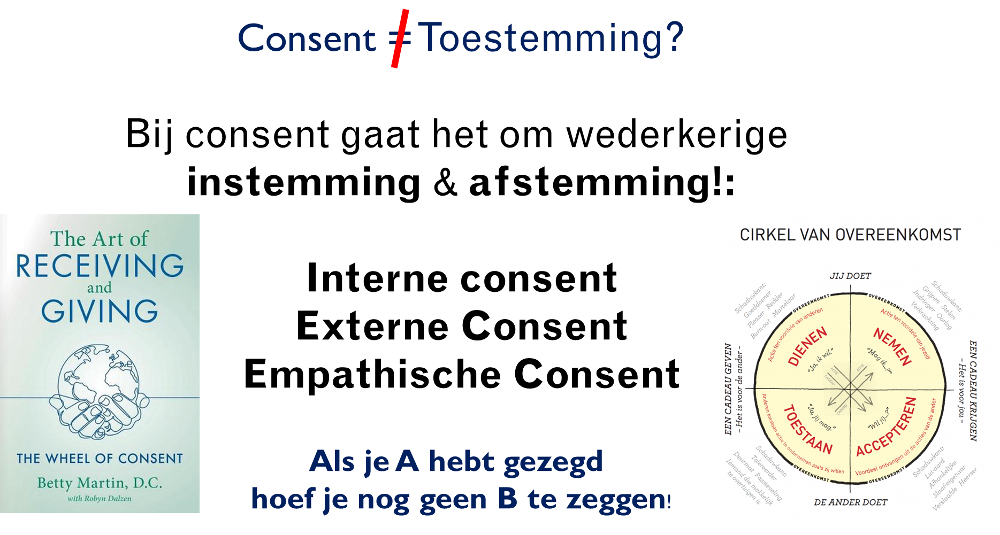 Consent ≠ Toestemming?
Bij consent gaat het om wederkerige
instemming & afstemming!:
The Art of
RECEIVING
and
GIVING
THE WHEEL OF CONSENT
Betty Martin, D.C.
with Robyn Dalzen
Interne consent
Externe Consent
Empathische Consent
Als je A hebt gezegd
hoef je nog geen B te zeggen!
CIRKEL VAN OVEREENKOMST
JIJ DOET
Schaduwkant:
Goeddoener
Pleaser Redder
Burn-out Martelaar
Schaduwkant:
Grijpen Stelen
Indringer Oorlog
Verkrachting
OVEREENKOMST
OVEREENKOMST
Actie ten voordele van anderen
DIENEN
"Ja, ik wil."
Actie ten voordele van jezelf
NEMEN
"Mag ik...?"
EEN CADEAU GEVEN
– Het is voor de ander –
EEN CADEAU KRIJGEN
– Het is voor jou –
ACTIE
CADEAU
ACTIE
CADEAU
Anderen toestaan actie te ondernemen zoals zij willen
TOESTAAN
"Ja, jij mag."
"Wil jij...?"
ACCEPTEREN
Voordeel ontvangen uit de acties van de ander
OVEREENKOMST
OVEREENKOMST
Schaduwkant:
Tolereerder
Deurmat Passieveling
Iemand die makkelijk
te overtuigen is
Schaduwkant:
Lui-aard
Afhankelijke
Slaaf-eigenaar
Verslaafde Heerser
DE ANDER DOET